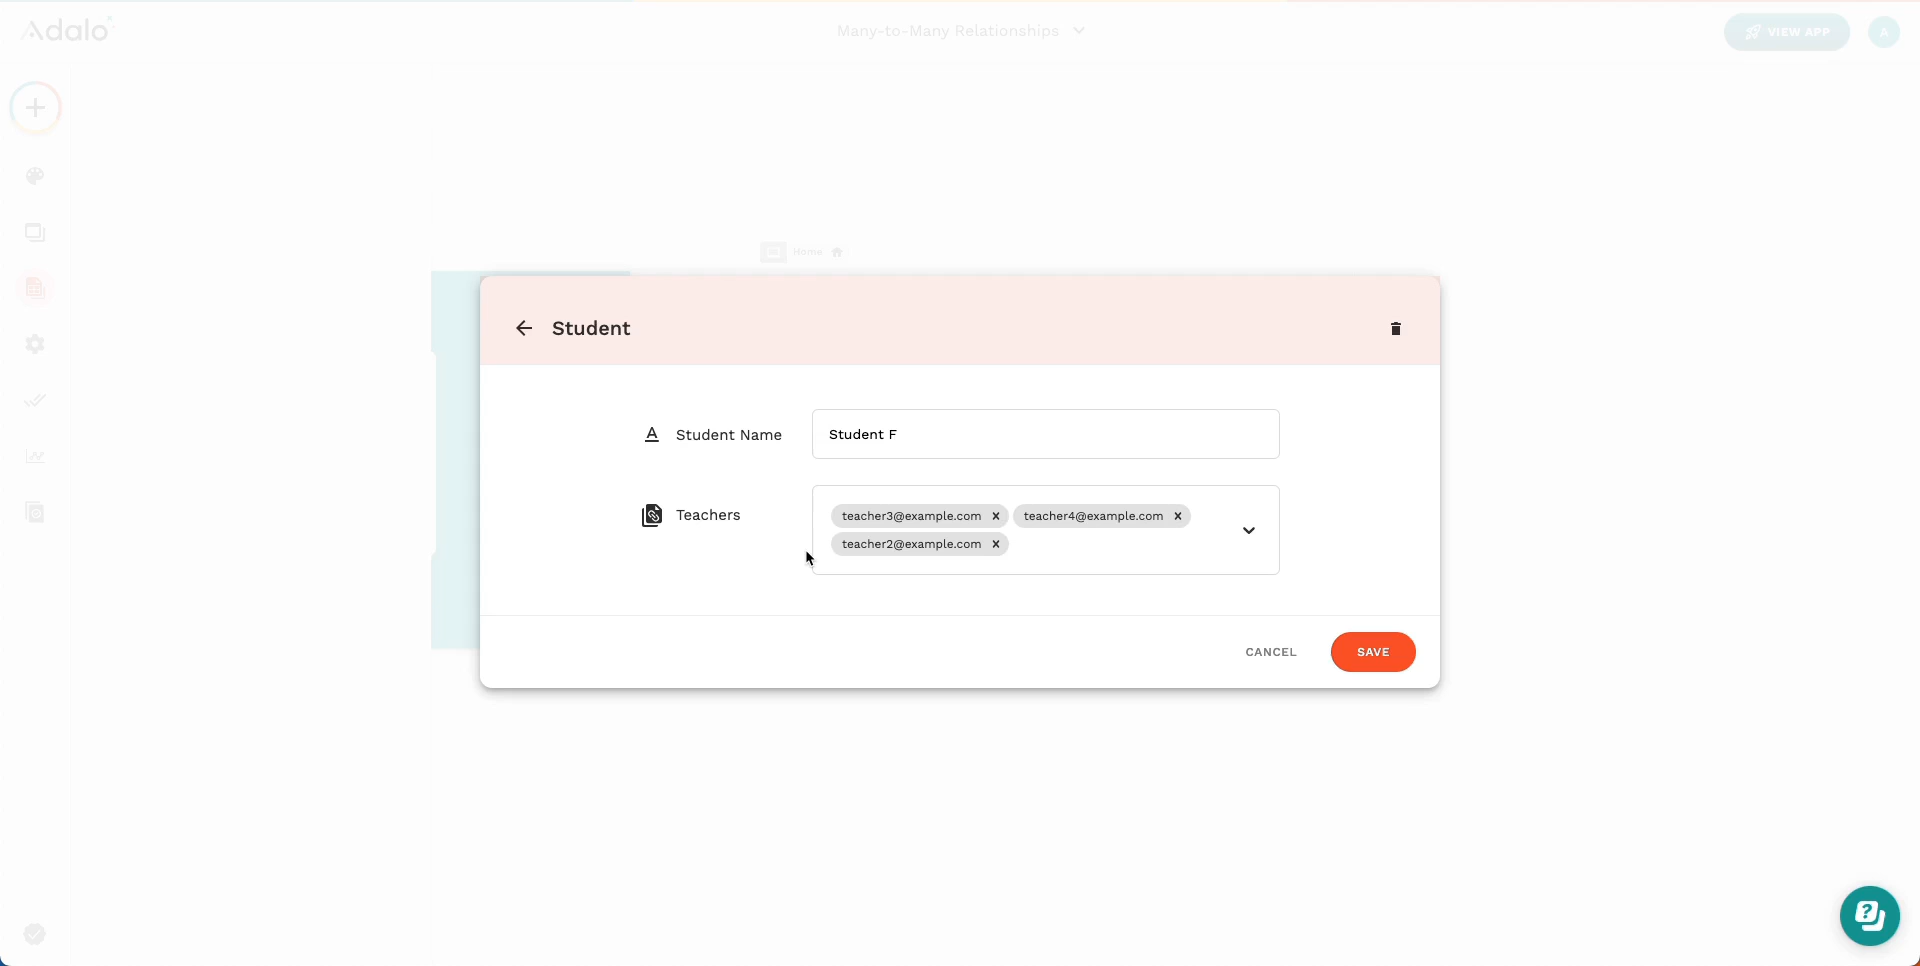 Adalo
Many-to-Many Relationships
VIEW APP
A
Home
Student
Student Name
Student F
Teachers
teacher3@example.com x teacher4@example.com x
teacher2@example.com x
CANCEL
SAVE